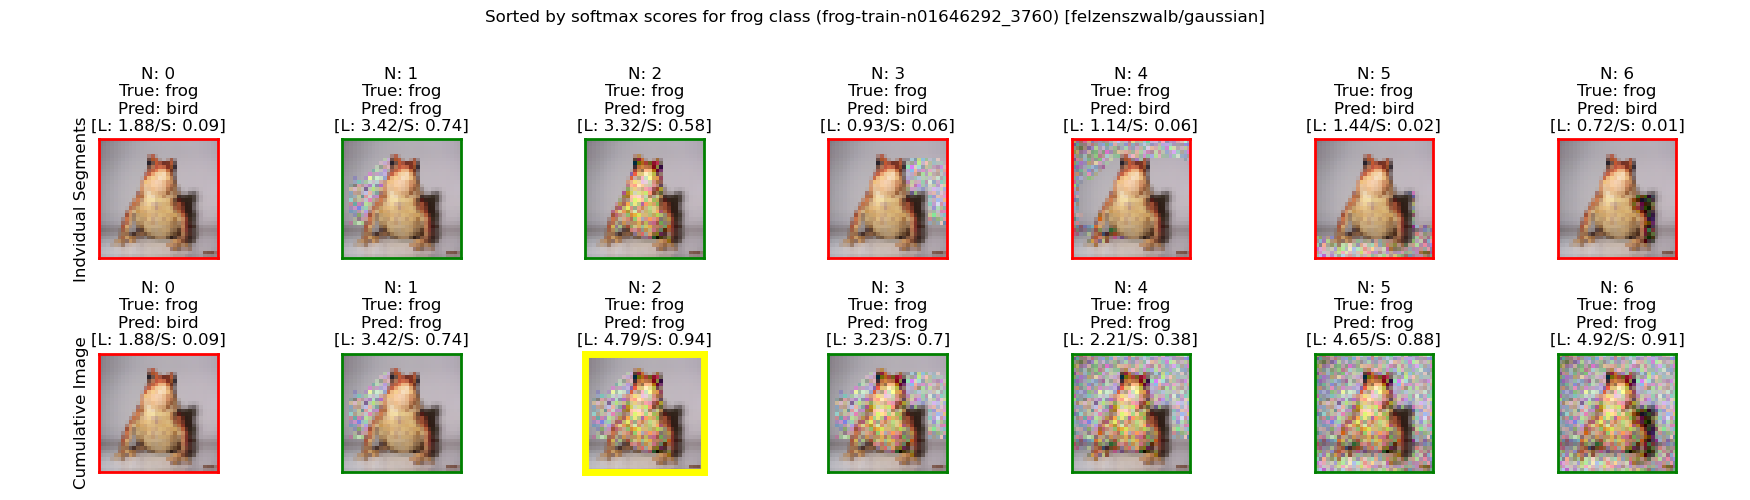 Sorted by softmax scores for frog class (frog-train-n01646292_3760) [felzenszwalb/gaussian]
Indvidual Segments
N: 0
True: frog
Pred: bird
[L: 1.88/S: 0.09]
N: 1
True: frog
Pred: frog
[L: 3.42/S: 0.74]
N: 2
True: frog
Pred: frog
[L: 3.32/S: 0.58]
N: 3
True: frog
Pred: bird
[L: 0.93/S: 0.06]
N: 4
True: frog
Pred: bird
[L: 1.14/S: 0.06]
N: 5
True: frog
Pred: bird
[L: 1.44/S: 0.02]
N: 6
True: frog
Pred: bird
[L: 0.72/S: 0.01]
Cumulative Image
N: 0
True: frog
Pred: bird
[L: 1.88/S: 0.09]
N: 1
True: frog
Pred: frog
[L: 3.42/S: 0.74]
N: 2
True: frog
Pred: frog
[L: 4.79/S: 0.94]
N: 3
True: frog
Pred: frog
[L: 3.23/S: 0.7]
N: 4
True: frog
Pred: frog
[L: 2.21/S: 0.38]
N: 5
True: frog
Pred: frog
[L: 4.65/S: 0.88]
N: 6
True: frog
Pred: frog
[L: 4.92/S: 0.91]